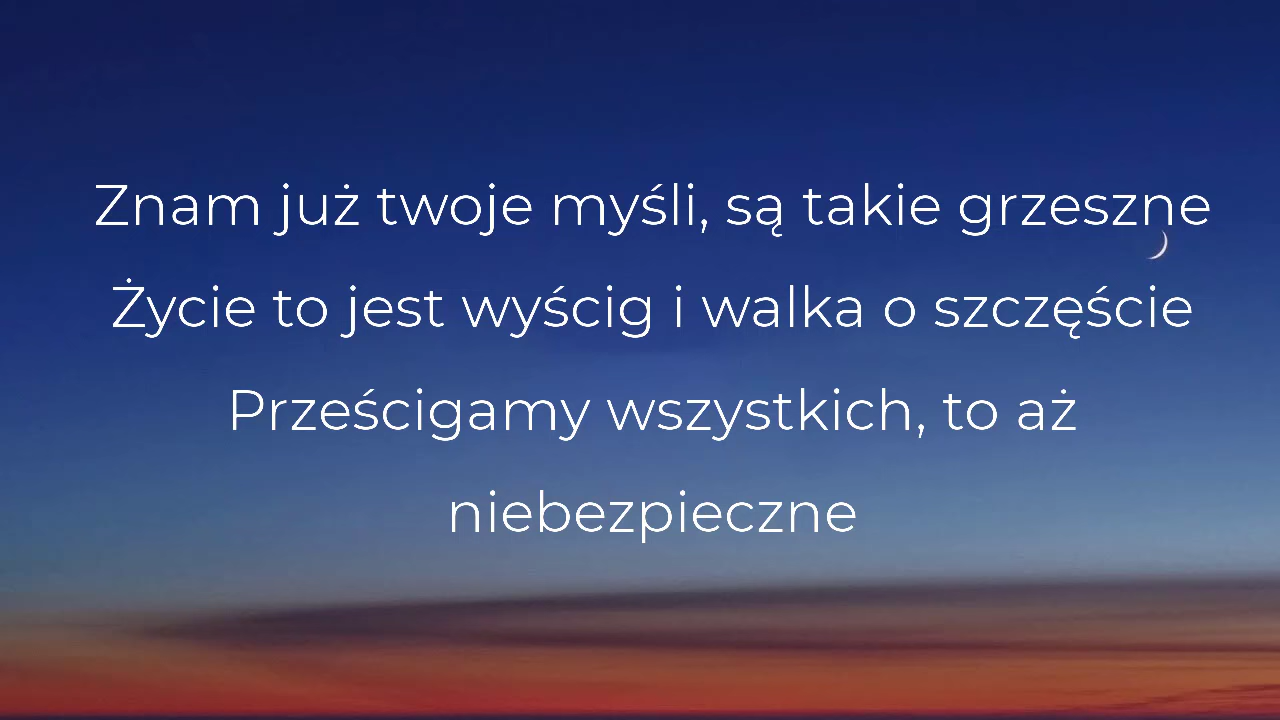 Znam już twoje myśli, są takie grzeszne
Życie to jest wyścig i walka o szczęście
Prześcigamy wszystkich, to aż
niebezpieczne